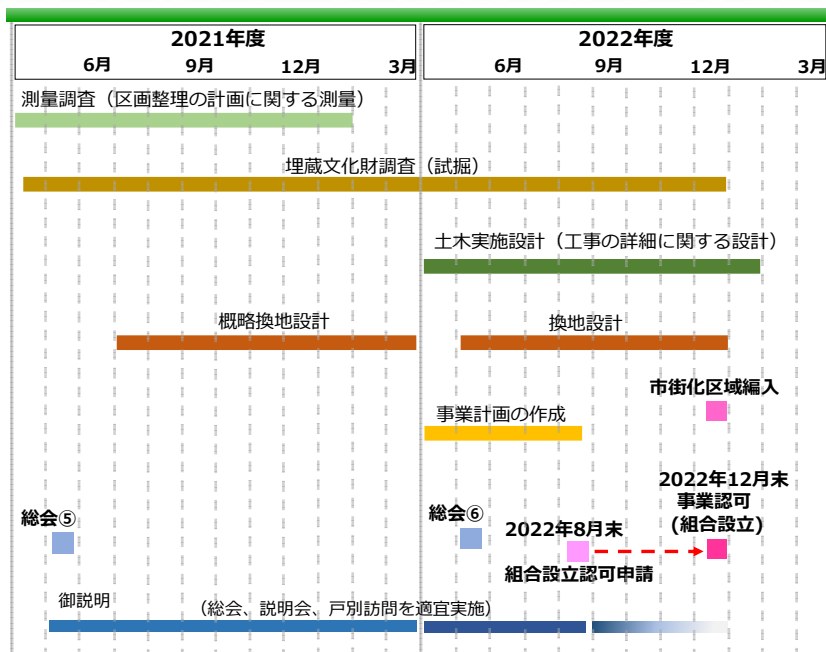 2021年度
2022年度
6月
9月
12月
3月
6月
9月
12月
3月
測量調査（区画整理の計画に関する測量）
埋蔵文化財調査（試掘）
土木実施設計（工事の詳細に関する設計）
概略換地設計
換地設計
市街化区域編入
事業計画の作成
総会⑤
総会⑥
2022年8月末
組合設立認可申請
2022年12月末
事業認可
(組合設立)
御説明
（総会、説明会、戸別訪問を適宜実施）